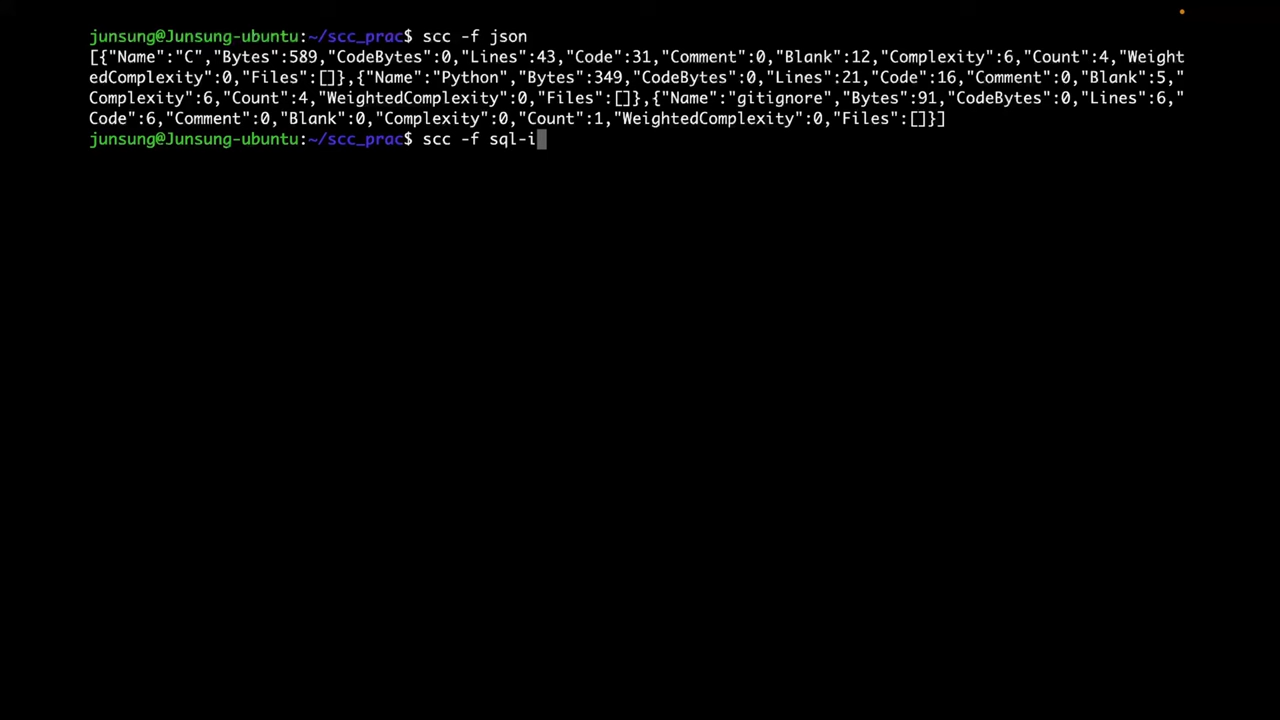 junsung@Junsung-ubuntu:~/scc_prac$ scc -f json
[{"Name":"C","Bytes":589,"CodeBytes":0,"Lines":43,"Code":31,"Comment":0,"Blank":12,"Complexity":6,"Count":4,"Weight
edComplexity":0,"Files":[]},{"Name":"Python","Bytes":349,"CodeBytes":0,"Lines":21,"Code":16,"Comment":0,"Blank":5,"
Complexity":6,"Count":4,"WeightedComplexity":0,"Files":[]},{"Name":"gitignore","Bytes":91,"CodeBytes":0,"Lines":6,"
Code":6,"Comment":0,"Blank":0,"Complexity":0,"Count":1,"WeightedComplexity":0,"Files":[]}]
junsung@Junsung-ubuntu:~/scc_prac$ scc -f sql-i